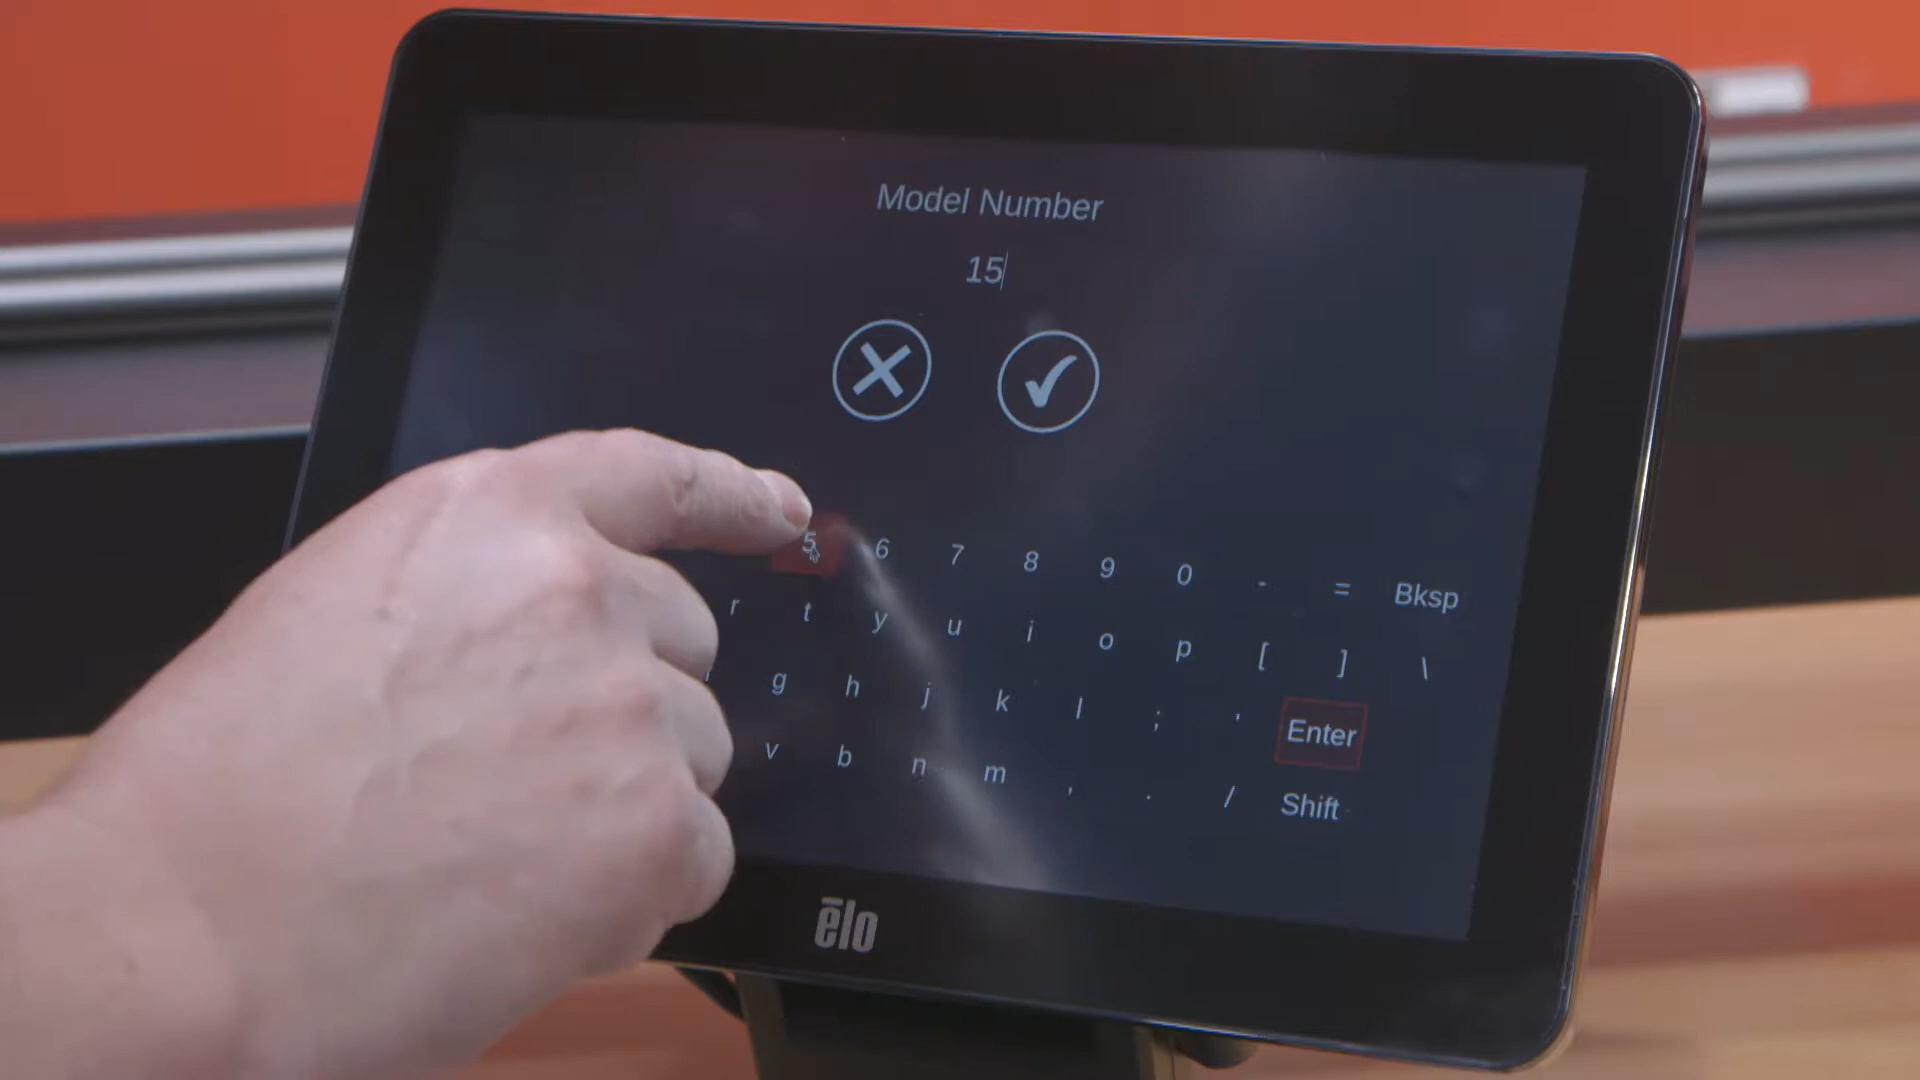 Model Number
15
5 6 7 8 9 0 - = Bksp
r t y u i o p [ ] \
g h j k l ; ' Enter
v b n m , . / Shift
ēlo